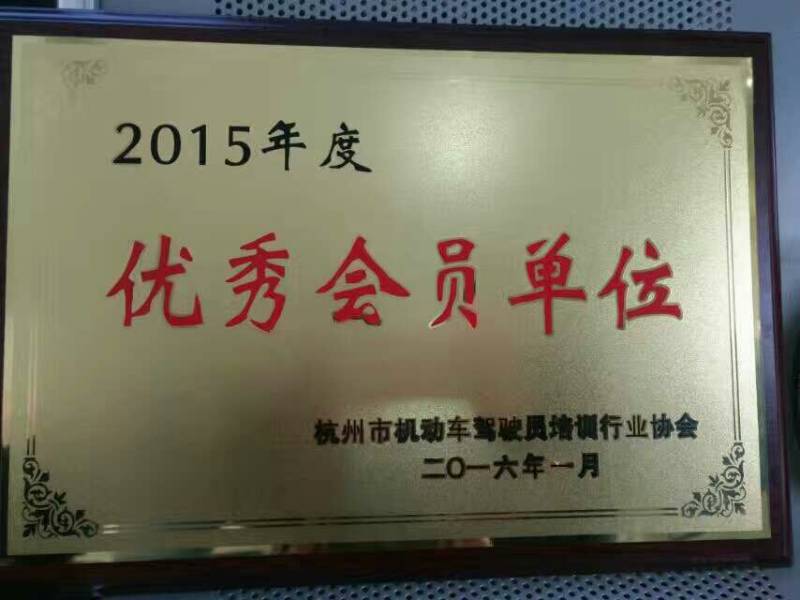 2015年度
优秀会员单位
杭州市机动车驾驶员培训行业协会
二〇一六年一月